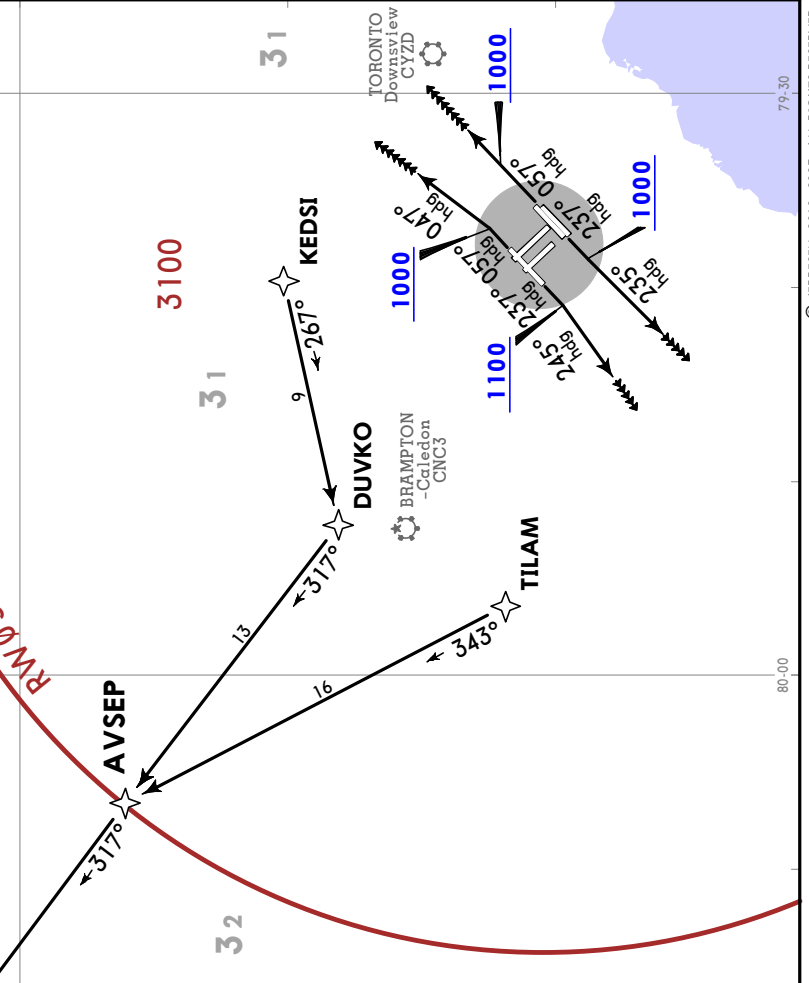 3 1
TORONTO
Downsview
CYZD
1000
79-30
057°
hdg
237°
hdg
1000
235°
hdg
047°
hdg
057°
hdg
1000
237°
hdg
1100
245°
hdg
KEDSI
3100
267°
9
3 1
DUVKO
BRAMPTON
-Caledon
CNC3
317°
13
TILAM
343°
16
80-00
AVSEP
317°
3 2